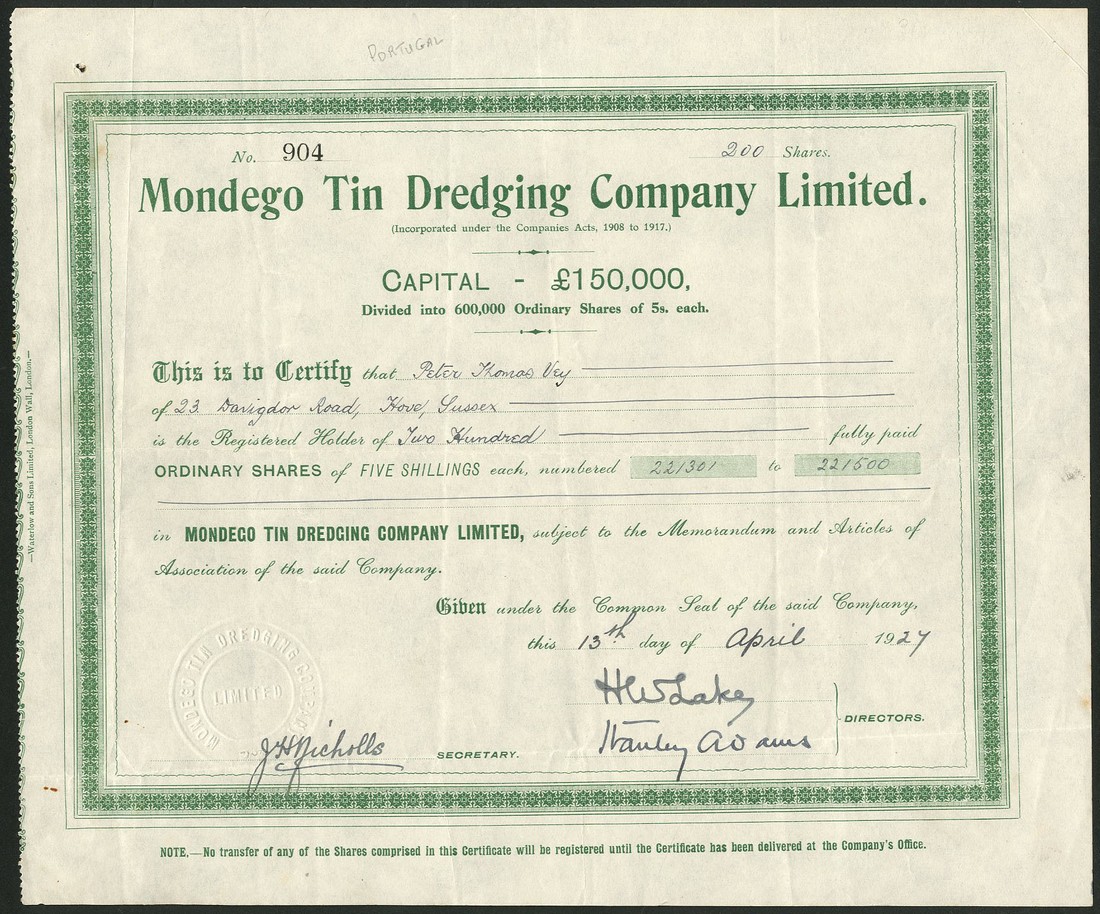 PORTUGAL
No. 904 200 Shares.
Mondego Tin Dredging Company Limited.
(Incorporated under the Companies Acts, 1908 to 1917.)
CAPITAL - £150,000,
Divided into 600,000 Ordinary Shares of 5s. each.
This is to Certify that Peter Thomas Vey
of 23 Davigdor Road, Hove, Sussex
is the Registered Holder of Two Hundred fully paid
ORDINARY SHARES of FIVE SHILLINGS each, numbered 221301 to 221500
in MONDEGO TIN DREDGING COMPANY LIMITED, subject to the Memorandum and Articles of
Association of the said Company.
Given under the Common Seal of the said Company,
this 13th day of April 1927
MONDEGO TIN DREDGING COMPANY
LIMITED
H W Lakey
Stanley Adams
DIRECTORS.
J H Nicholls SECRETARY.
NOTE.—No transfer of any of the Shares comprised in this Certificate will be registered until the Certificate has been delivered at the Company's Office.
—Waterlow and Sons Limited, London Wall, London.—